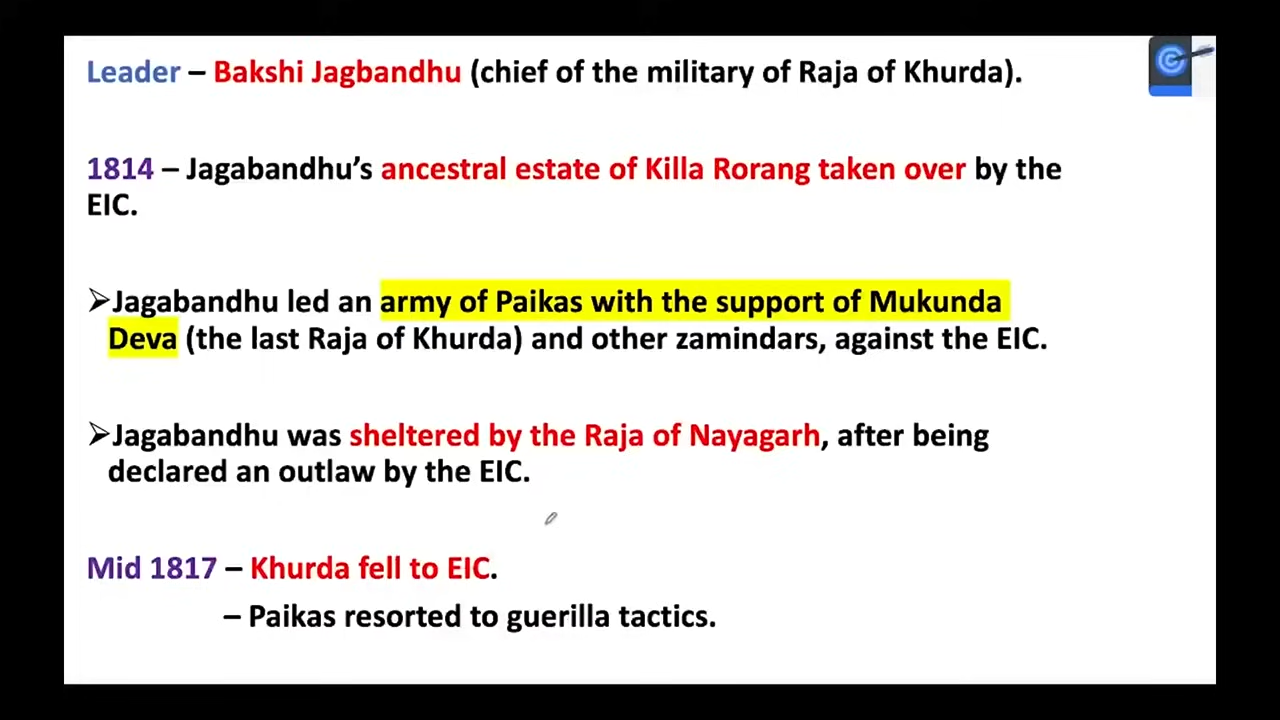 Leader – Bakshi Jagbandhu (chief of the military of Raja of Khurda).
1814 – Jagabandhu’s ancestral estate of Killa Rorang taken over by the
EIC.
➢Jagabandhu led an army of Paikas with the support of Mukunda
Deva (the last Raja of Khurda) and other zamindars, against the EIC.
➢Jagabandhu was sheltered by the Raja of Nayagarh, after being
declared an outlaw by the EIC.
Mid 1817 – Khurda fell to EIC.
– Paikas resorted to guerilla tactics.